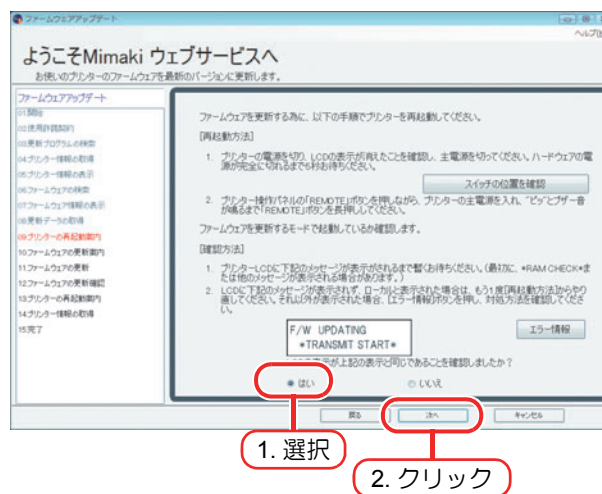 ファームウェアアップデート
ヘルプ(
ようこそMimaki ウェブサービスへ
お使いのプリンターのファームウェアを最新のバージョンに更新します。
ファームウェアアップデート
01.開始
02.使用許諾契約
03.更新プログラムの検索
04.プリンター情報の取得
05.プリンター情報の表示
06.ファームウェアの検索
07.ファームウェア情報の表示
08.更新データの取得
09.プリンターの再起動案内
10.ファームウェアの更新案内
11.ファームウェアの更新
12.ファームウェアの更新確認
13.プリンターの再起動案内
14.プリンター情報の取得
15.完了
ファームウェアを更新する為に、以下の手順でプリンターを再起動してください。
[再起動方法]
1. プリンターの電源を切り、LCDの表示が消えたことを確認し、主電源を切ってください。ハードウェアの電
源が完全に切れるまで6秒お待ちください。
スイッチの位置を確認
2. プリンター操作パネルの「REMOTE」ボタンを押しながら、プリンターの主電源を入れ、“ピッ”とブザー音
が鳴るまで「REMOTE」ボタンを長押ししてください。
ファームウェアを更新するモードで起動しているか確認します。
[確認方法]
1. プリンターLCDに下記のメッセージが表示がされるまで暫くお待ちください。(最初に、*RAM CHECK*ま
たは他のメッセージが表示される場合があります。)
2. LCDに下記のメッセージが表示されず、ローカルと表示された場合は、もう1度[再起動方法]からやり
直してください。それ以外が表示された場合、[エラー情報]ボタンを押し、対処方法を確認してくださ
い。
F/W UPDATING
*TRANSMIT START*
エラー情報
の表示が上記の表示と同じであることを確認しましたか？
はい
いいえ
戻る
次へ
キャンセル
1. 選択
2. クリック